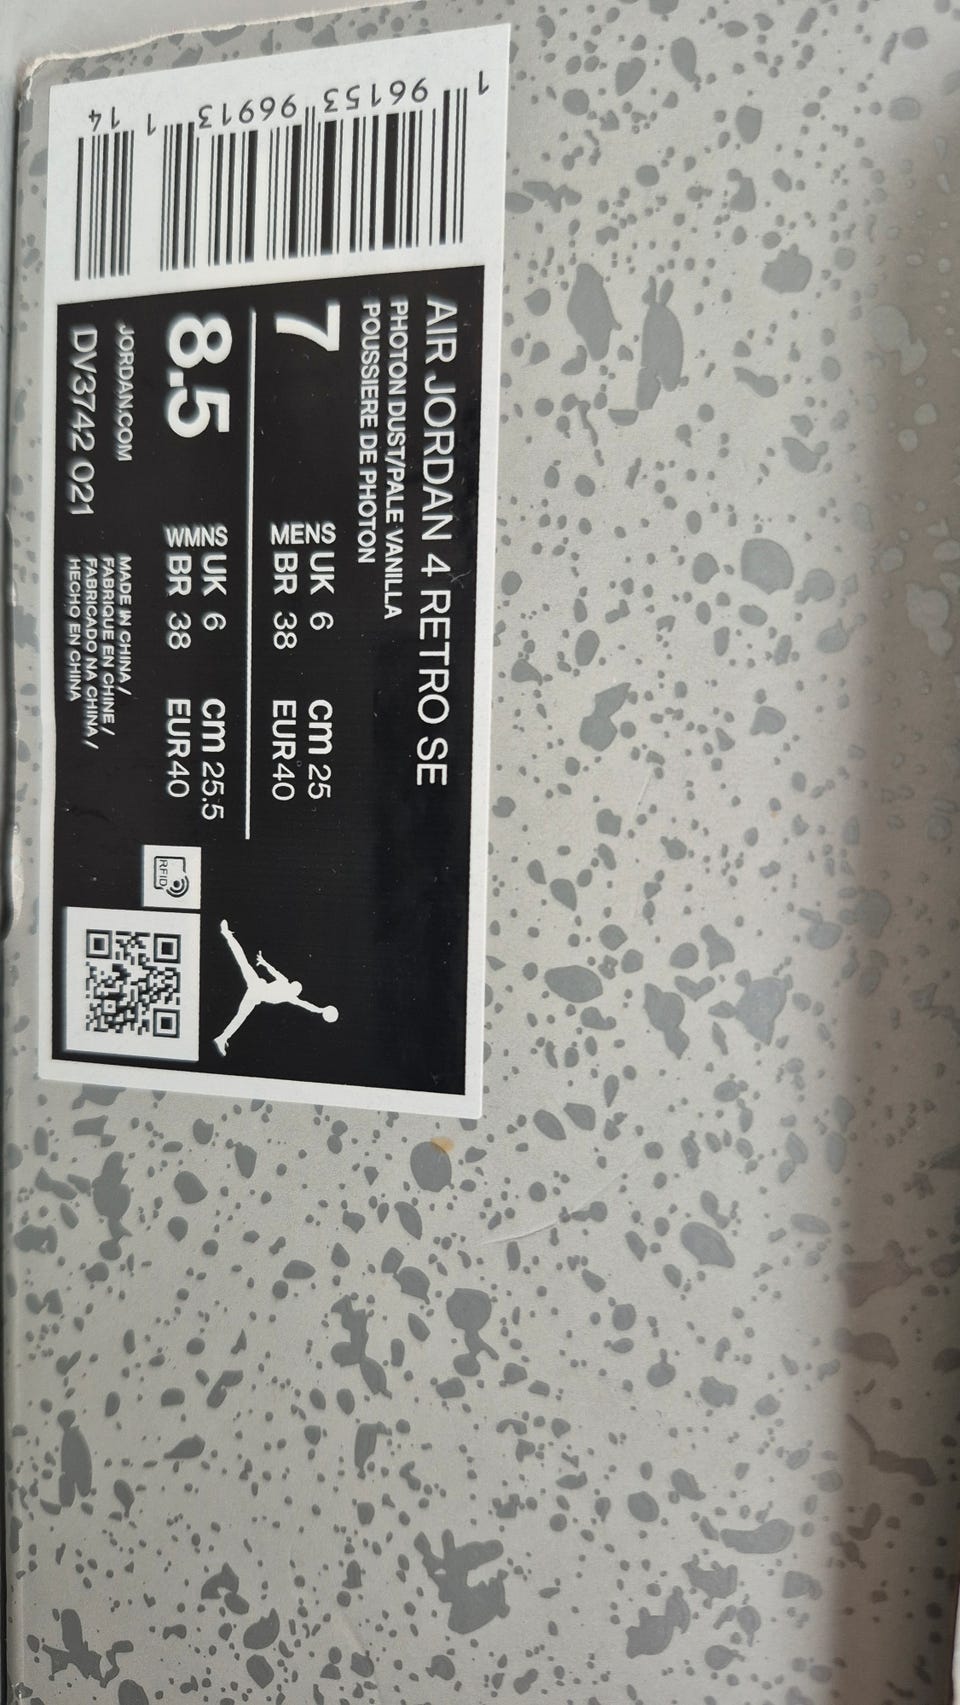 AIR JORDAN 4 RETRO SE
PHOTON DUST/PALE VANILLA
POUSSIERE DE PHOTON
7
MENS UK 6 cm 25
BR 38 EUR 40
8.5
WMNS UK 6 cm 25.5
BR 38 EUR 40
JORDAN.COM
DV3742 021
MADE IN CHINA /
FABRIQUE EN CHINE /
FABRICADO NA CHINA /
HECHO EN CHINA
RFID
1 96153 96913 1 14